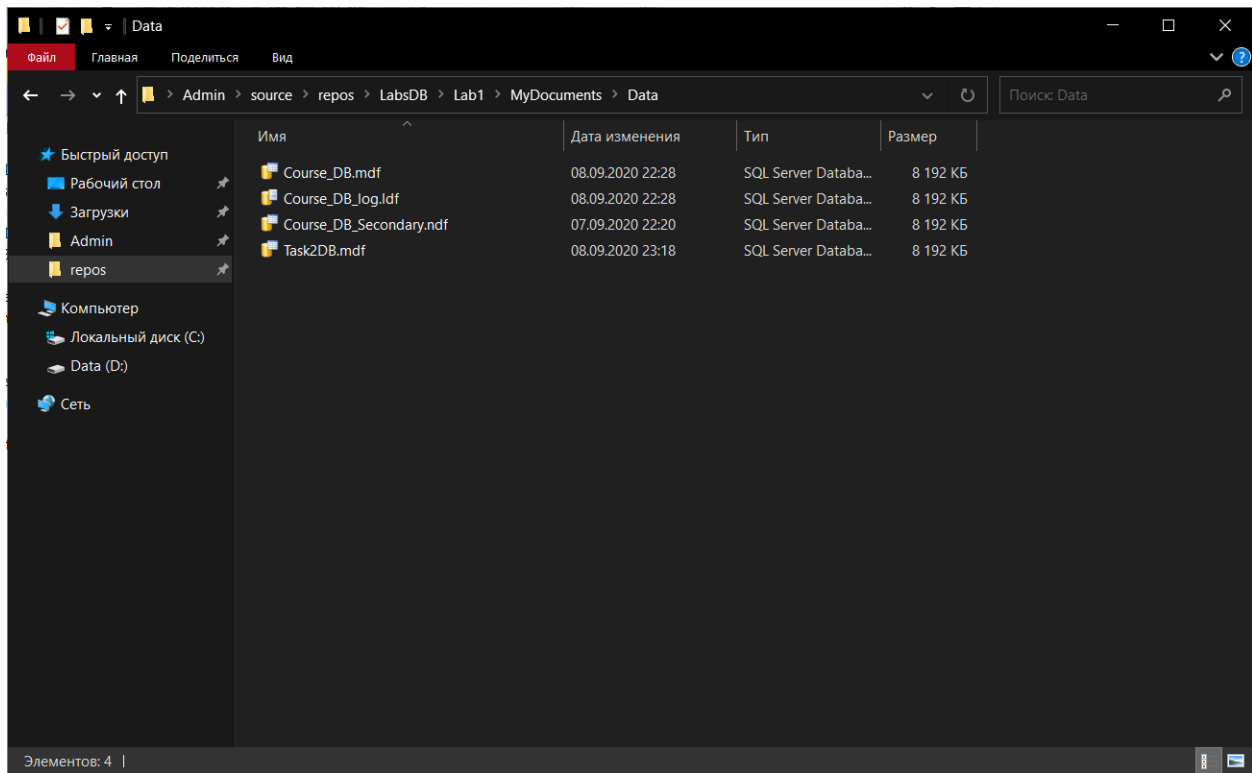 Data
Файл Главная Поделиться Вид
Admin source repos LabsDB Lab1 MyDocuments Data Поиск: Data
Имя Дата изменения Тип Размер
Быстрый доступ
Рабочий стол
Загрузки
Admin
repos
Компьютер
Локальный диск (C:)
Data (D:)
Сеть
Course_DB.mdf 08.09.2020 22:28 SQL Server Databa... 8 192 КБ
Course_DB_log.ldf 08.09.2020 22:28 SQL Server Databa... 8 192 КБ
Course_DB_Secondary.ndf 07.09.2020 22:20 SQL Server Databa... 8 192 КБ
Task2DB.mdf 08.09.2020 23:18 SQL Server Databa... 8 192 КБ
Элементов: 4